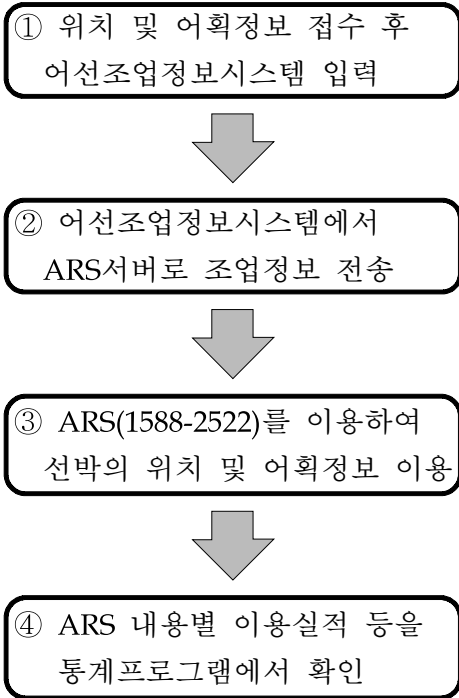 ① 위치 및 어획정보 접수 후
어선조업정보시스템 입력
② 어선조업정보시스템에서
ARS서버로 조업정보 전송
③ ARS(1588-2522)를 이용하여
선박의 위치 및 어획정보 이용
④ ARS 내용별 이용실적 등을
통계프로그램에서 확인